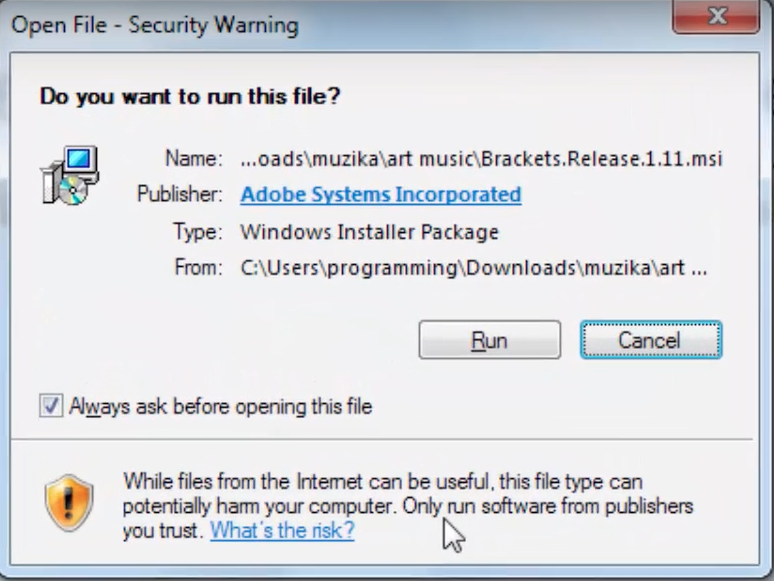 Open File - Security Warning
Do you want to run this file?
Name: ...oads\muzika\art music\Brackets.Release.1.11.msi
Publisher: Adobe Systems Incorporated
Type: Windows Installer Package
From: C:\Users\programming\Downloads\muzika\art ...
Run Cancel
Always ask before opening this file
While files from the Internet can be useful, this file type can
potentially harm your computer. Only run software from publishers
you trust. What's the risk?